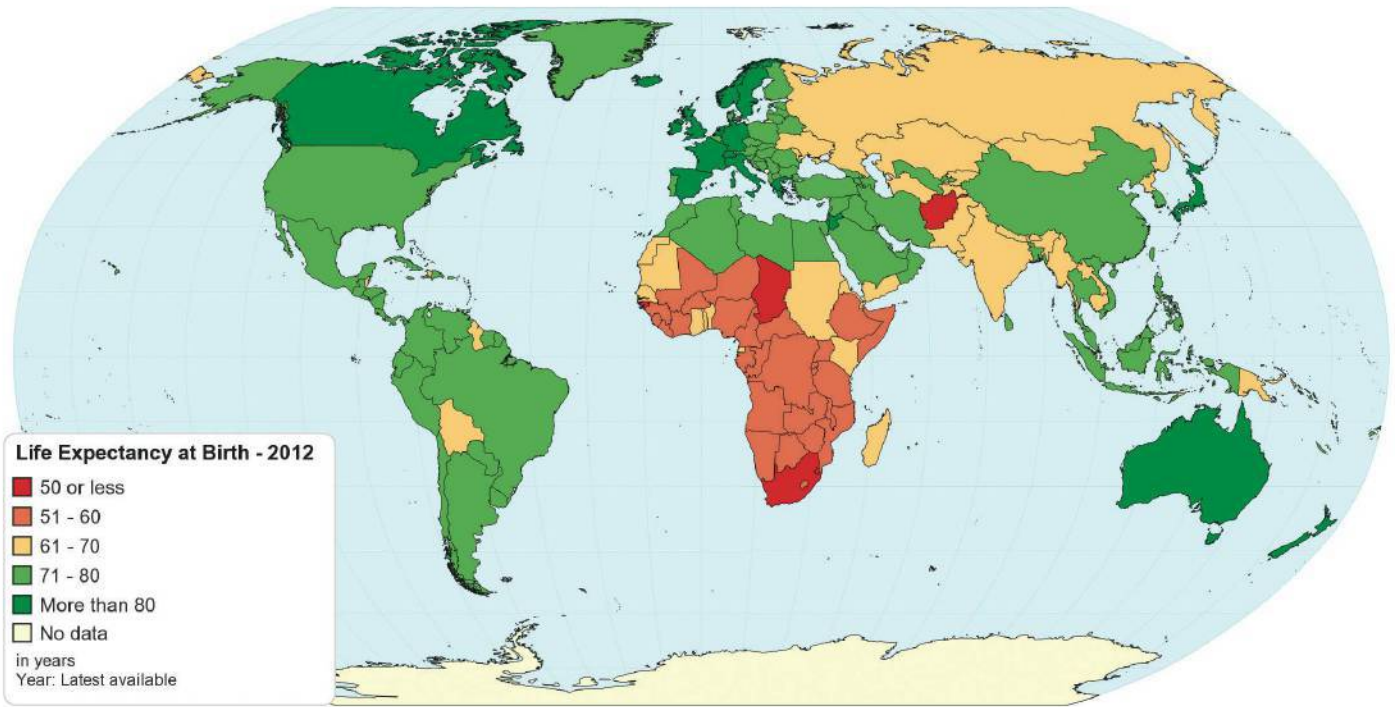 Life Expectancy at Birth - 2012
50 or less
51 - 60
61 - 70
71 - 80
More than 80
No data
in years
Year: Latest available